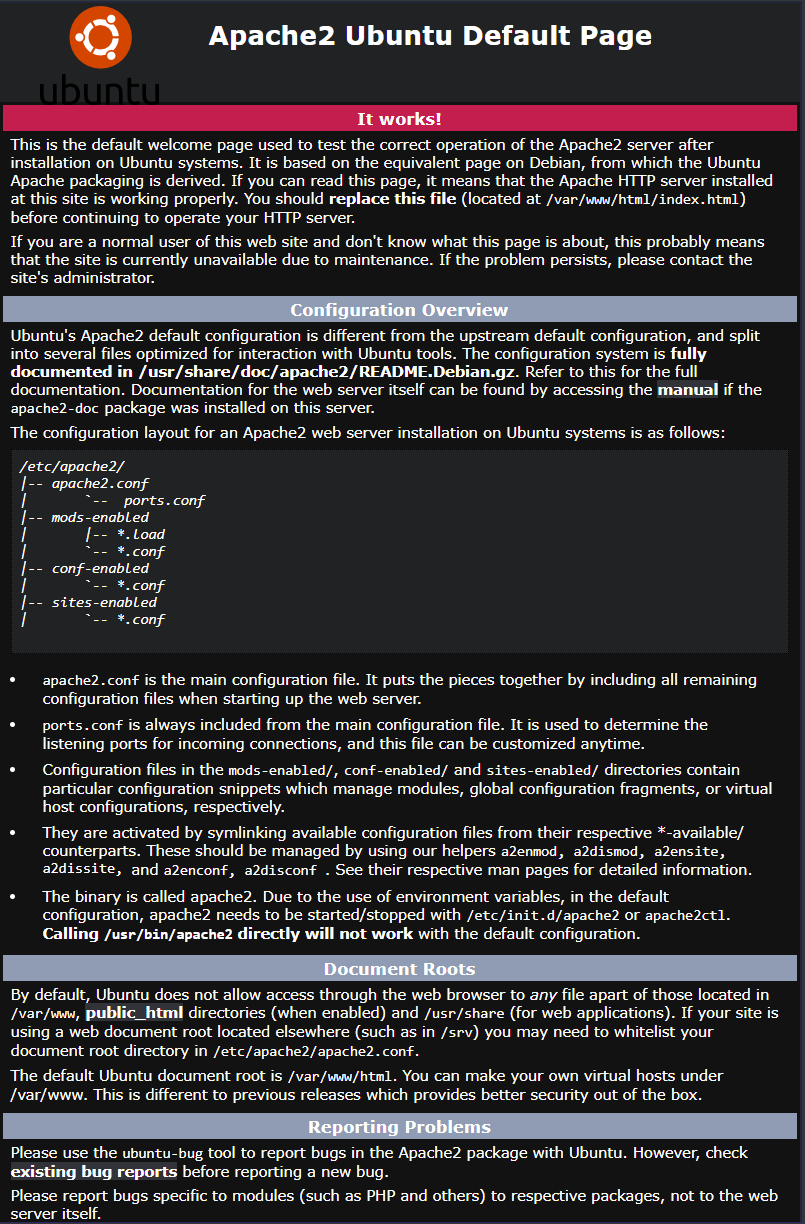 ubuntu
Apache2 Ubuntu Default Page
It works!
This is the default welcome page used to test the correct operation of the Apache2 server after
installation on Ubuntu systems. It is based on the equivalent page on Debian, from which the Ubuntu
Apache packaging is derived. If you can read this page, it means that the Apache HTTP server installed
at this site is working properly. You should replace this file (located at /var/www/html/index.html)
before continuing to operate your HTTP server.
If you are a normal user of this web site and don't know what this page is about, this probably means
that the site is currently unavailable due to maintenance. If the problem persists, please contact the
site's administrator.
Configuration Overview
Ubuntu's Apache2 default configuration is different from the upstream default configuration, and split
into several files optimized for interaction with Ubuntu tools. The configuration system is fully
documented in /usr/share/doc/apache2/README.Debian.gz. Refer to this for the full
documentation. Documentation for the web server itself can be found by accessing the manual if the
apache2-doc package was installed on this server.
The configuration layout for an Apache2 web server installation on Ubuntu systems is as follows:
/etc/apache2/
|-- apache2.conf
|       `--  ports.conf
|-- mods-enabled
|       |-- *.load
|       `-- *.conf
|-- conf-enabled
|       `-- *.conf
|-- sites-enabled
|       `-- *.conf
• apache2.conf is the main configuration file. It puts the pieces together by including all remaining
configuration files when starting up the web server.
• ports.conf is always included from the main configuration file. It is used to determine the
listening ports for incoming connections, and this file can be customized anytime.
• Configuration files in the mods-enabled/, conf-enabled/ and sites-enabled/ directories contain
particular configuration snippets which manage modules, global configuration fragments, or virtual
host configurations, respectively.
• They are activated by symlinking available configuration files from their respective *-available/
counterparts. These should be managed by using our helpers a2enmod, a2dismod, a2ensite,
a2dissite, and a2enconf, a2disconf . See their respective man pages for detailed information.
• The binary is called apache2. Due to the use of environment variables, in the default
configuration, apache2 needs to be started/stopped with /etc/init.d/apache2 or apache2ctl.
Calling /usr/bin/apache2 directly will not work with the default configuration.
Document Roots
By default, Ubuntu does not allow access through the web browser to any file apart of those located in
/var/www, public_html directories (when enabled) and /usr/share (for web applications). If your site is
using a web document root located elsewhere (such as in /srv) you may need to whitelist your
document root directory in /etc/apache2/apache2.conf.
The default Ubuntu document root is /var/www/html. You can make your own virtual hosts under
/var/www. This is different to previous releases which provides better security out of the box.
Reporting Problems
Please use the ubuntu-bug tool to report bugs in the Apache2 package with Ubuntu. However, check
existing bug reports before reporting a new bug.
Please report bugs specific to modules (such as PHP and others) to respective packages, not to the web
server itself.